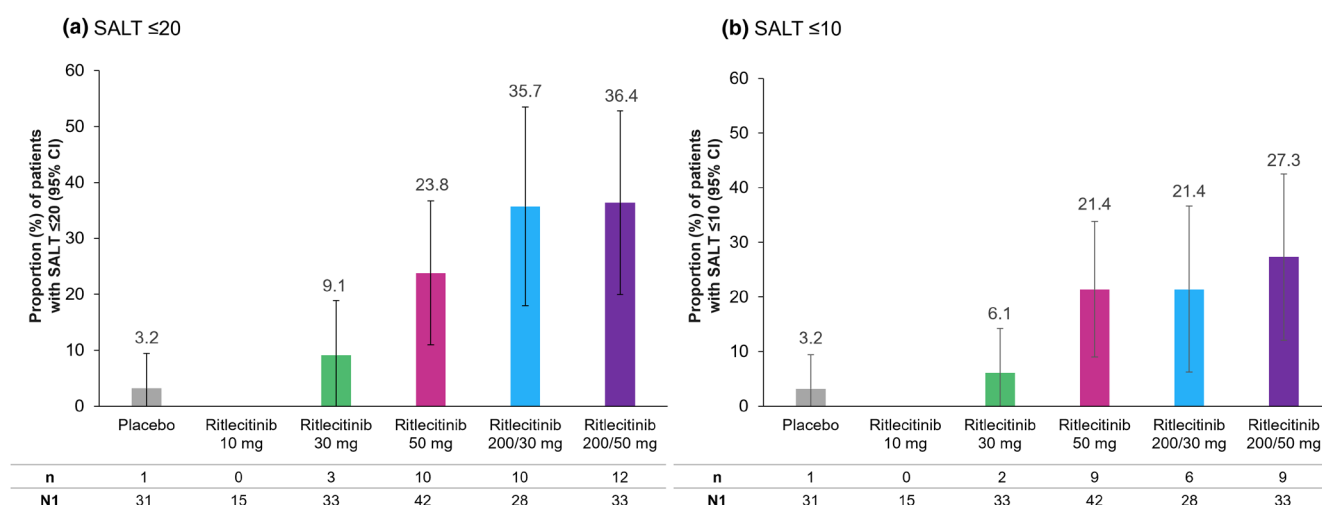 (a) SALT ≤20
Proportion (%) of patients
with SALT ≤20 (95% CI)
60
50
40
30
20
10
0
3.2
9.1
23.8
35.7
36.4
Placebo
Ritlecitinib
10 mg
Ritlecitinib
30 mg
Ritlecitinib
50 mg
Ritlecitinib
200/30 mg
Ritlecitinib
200/50 mg
n 1 0 3 10 10 12
N1 31 15 33 42 28 33
(b) SALT ≤10
Proportion (%) of patients
with SALT ≤10 (95% CI)
60
50
40
30
20
10
0
3.2
6.1
21.4
21.4
27.3
Placebo
Ritlecitinib
10 mg
Ritlecitinib
30 mg
Ritlecitinib
50 mg
Ritlecitinib
200/30 mg
Ritlecitinib
200/50 mg
n 1 0 2 9 6 9
N1 31 15 33 42 28 33